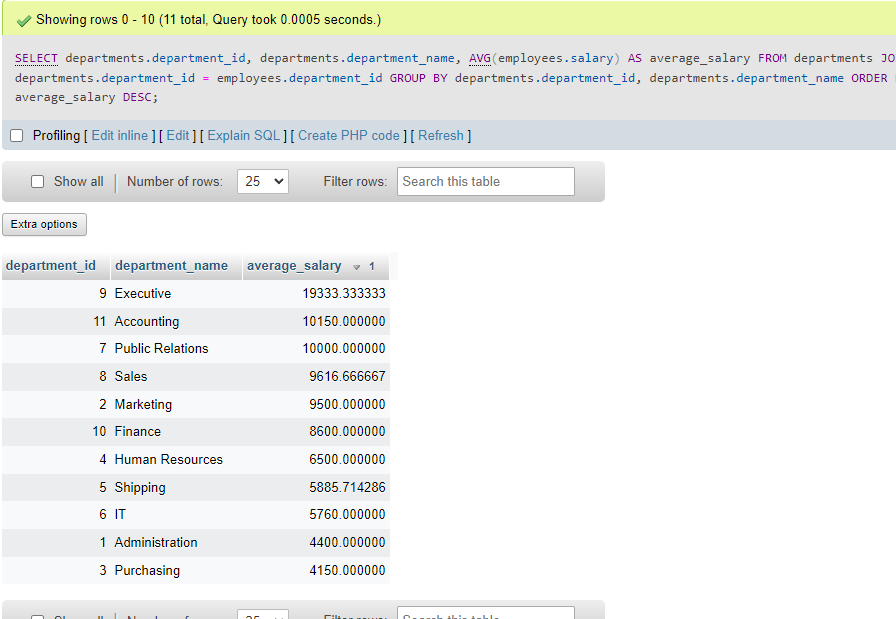 Showing rows 0 - 10 (11 total, Query took 0.0005 seconds.)
SELECT departments.department_id, departments.department_name, AVG(employees.salary) AS average_salary FROM departments JO
departments.department_id = employees.department_id GROUP BY departments.department_id, departments.department_name ORDER
average_salary DESC;
Profiling [ Edit inline ] [ Edit ] [ Explain SQL ] [ Create PHP code ] [ Refresh ]
Show all | Number of rows: 25 Filter rows: Search this table
Extra options
department_id department_name average_salary 1
9 Executive 19333.333333
11 Accounting 10150.000000
7 Public Relations 10000.000000
8 Sales 9616.666667
2 Marketing 9500.000000
10 Finance 8600.000000
4 Human Resources 6500.000000
5 Shipping 5885.714286
6 IT 5760.000000
1 Administration 4400.000000
3 Purchasing 4150.000000